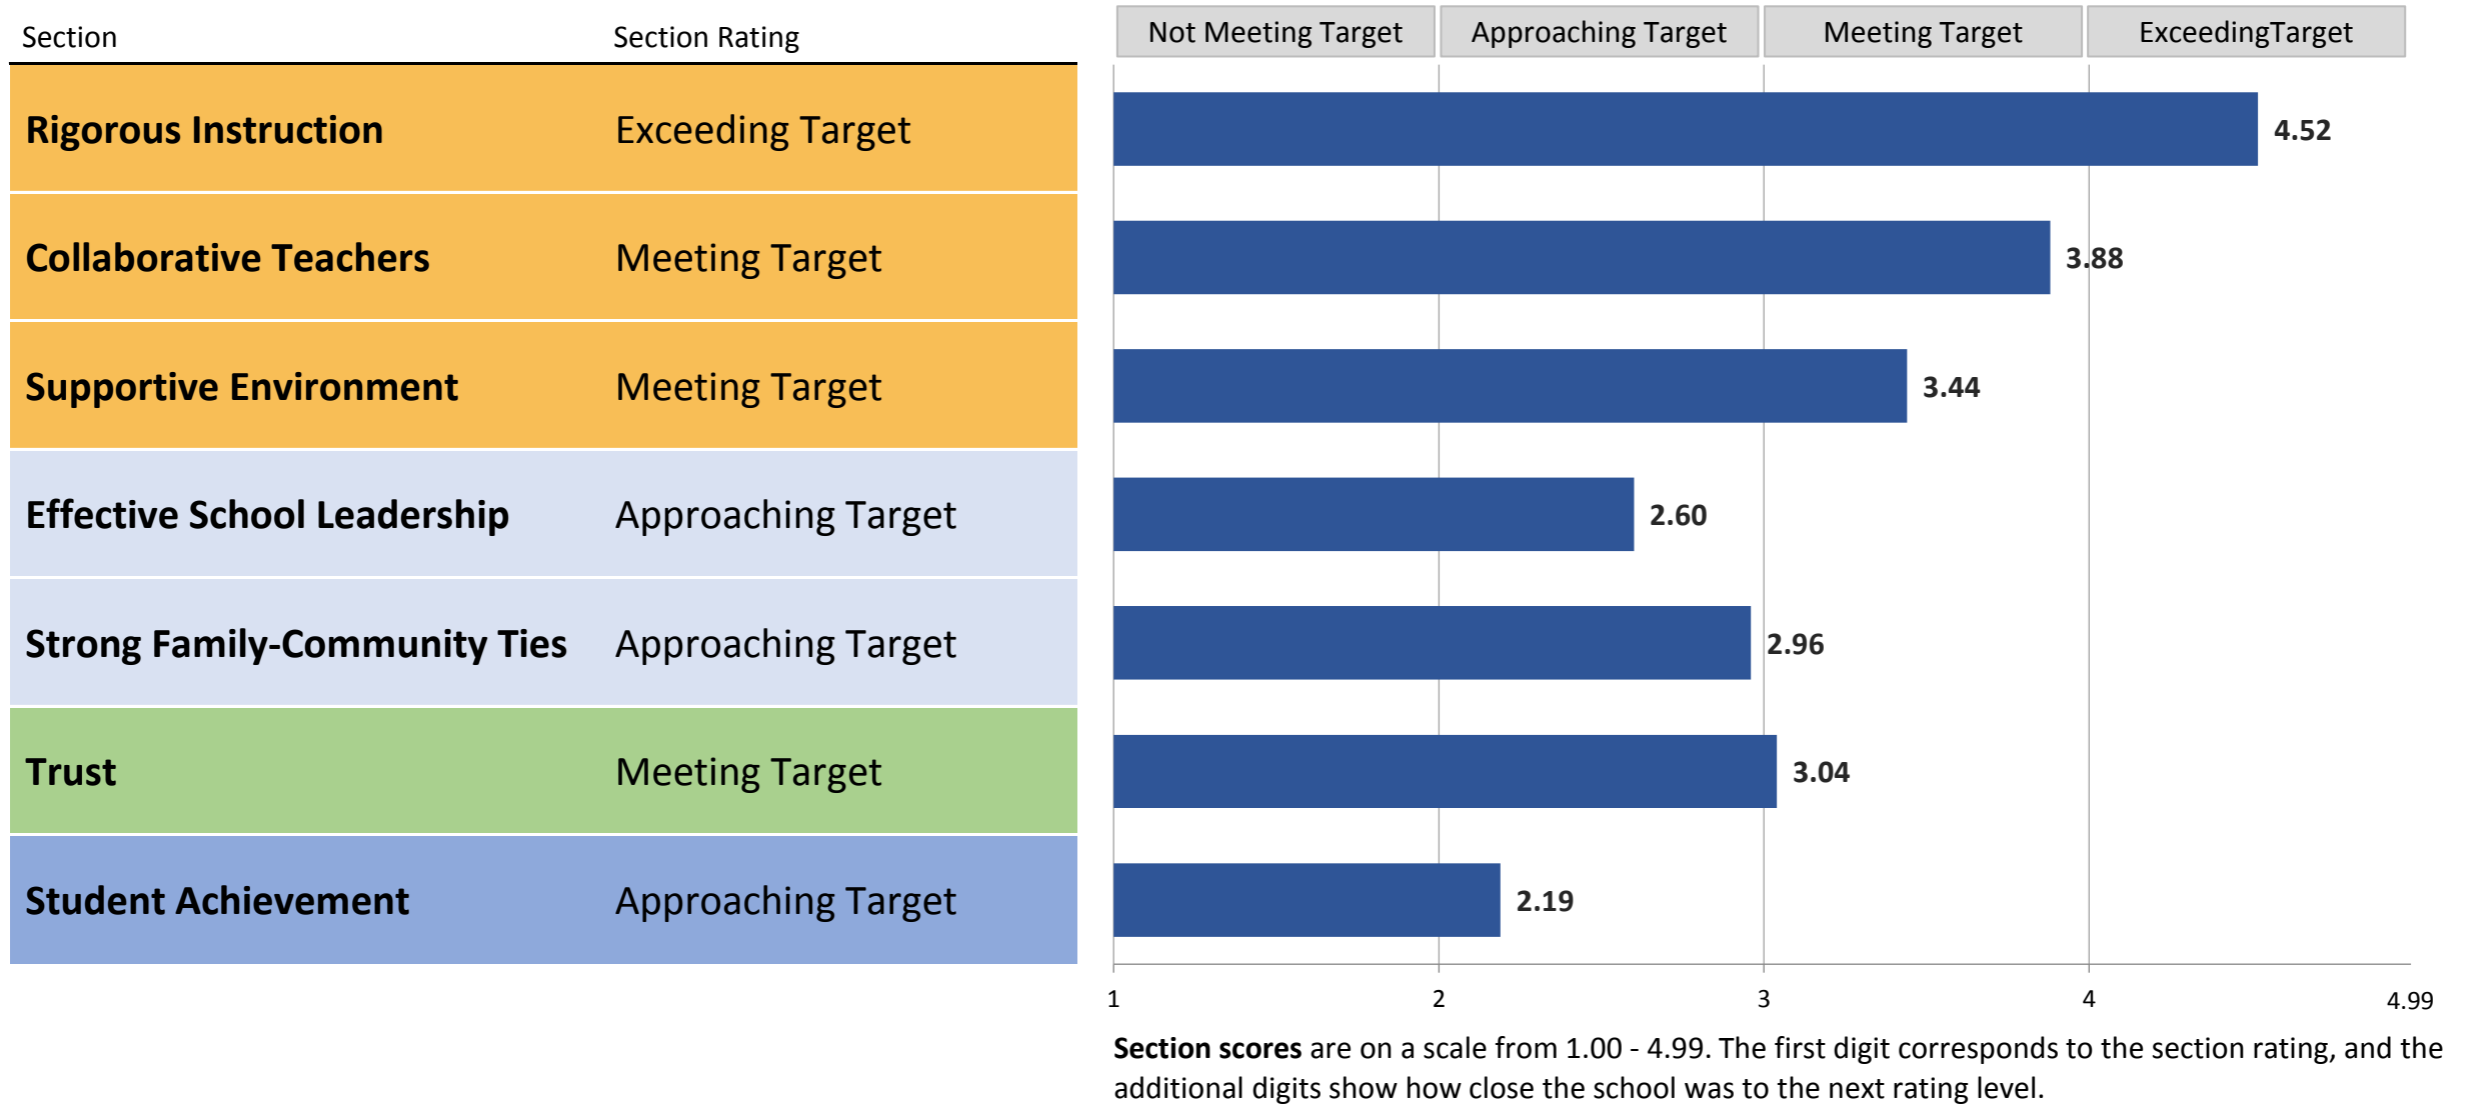 Section Section Rating Not Meeting Target Approaching Target Meeting Target ExceedingTarget
Rigorous Instruction Exceeding Target 4.52
Collaborative Teachers Meeting Target 3.88
Supportive Environment Meeting Target 3.44
Effective School Leadership Approaching Target 2.60
Strong Family-Community Ties Approaching Target 2.96
Trust Meeting Target 3.04
Student Achievement Approaching Target 2.19
1 2 3 4 4.99
Section scores are on a scale from 1.00 - 4.99. The first digit corresponds to the section rating, and the
additional digits show how close the school was to the next rating level.